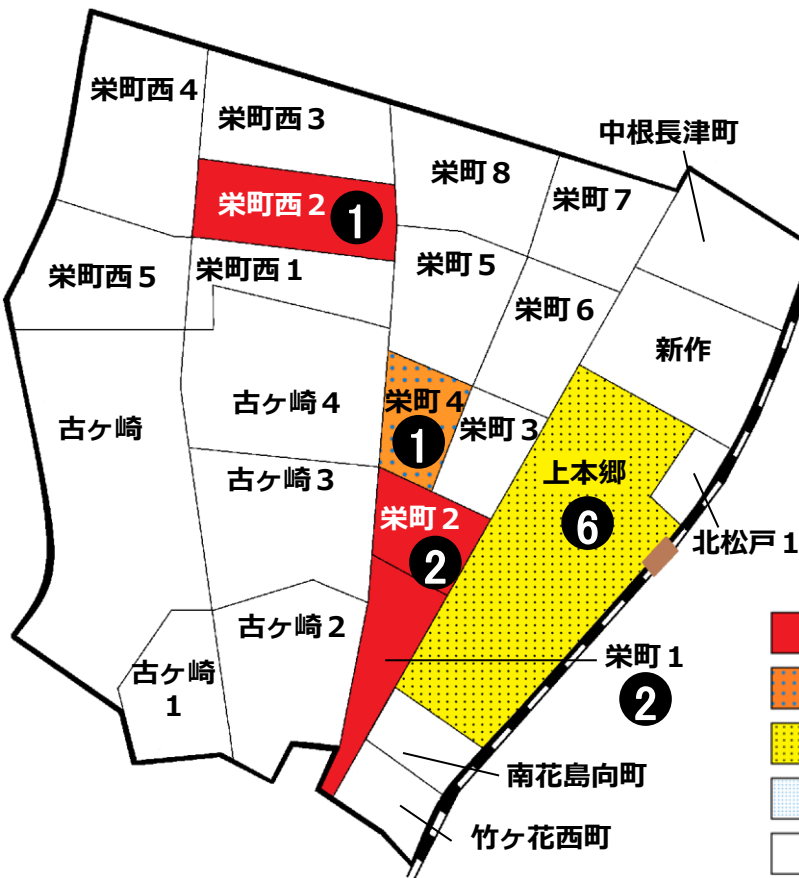 栄町西4
栄町西3
中根長津町
栄町8
栄町7
栄町西2
1
栄町西5
栄町西1
栄町5
栄町6
新作
古ヶ崎
古ヶ崎4
栄町4
1
栄町3
古ヶ崎3
上本郷
6
栄町2
2
北松戸1
古ヶ崎2
古ヶ崎
1
栄町1
2
南花島向町
竹ヶ花西町